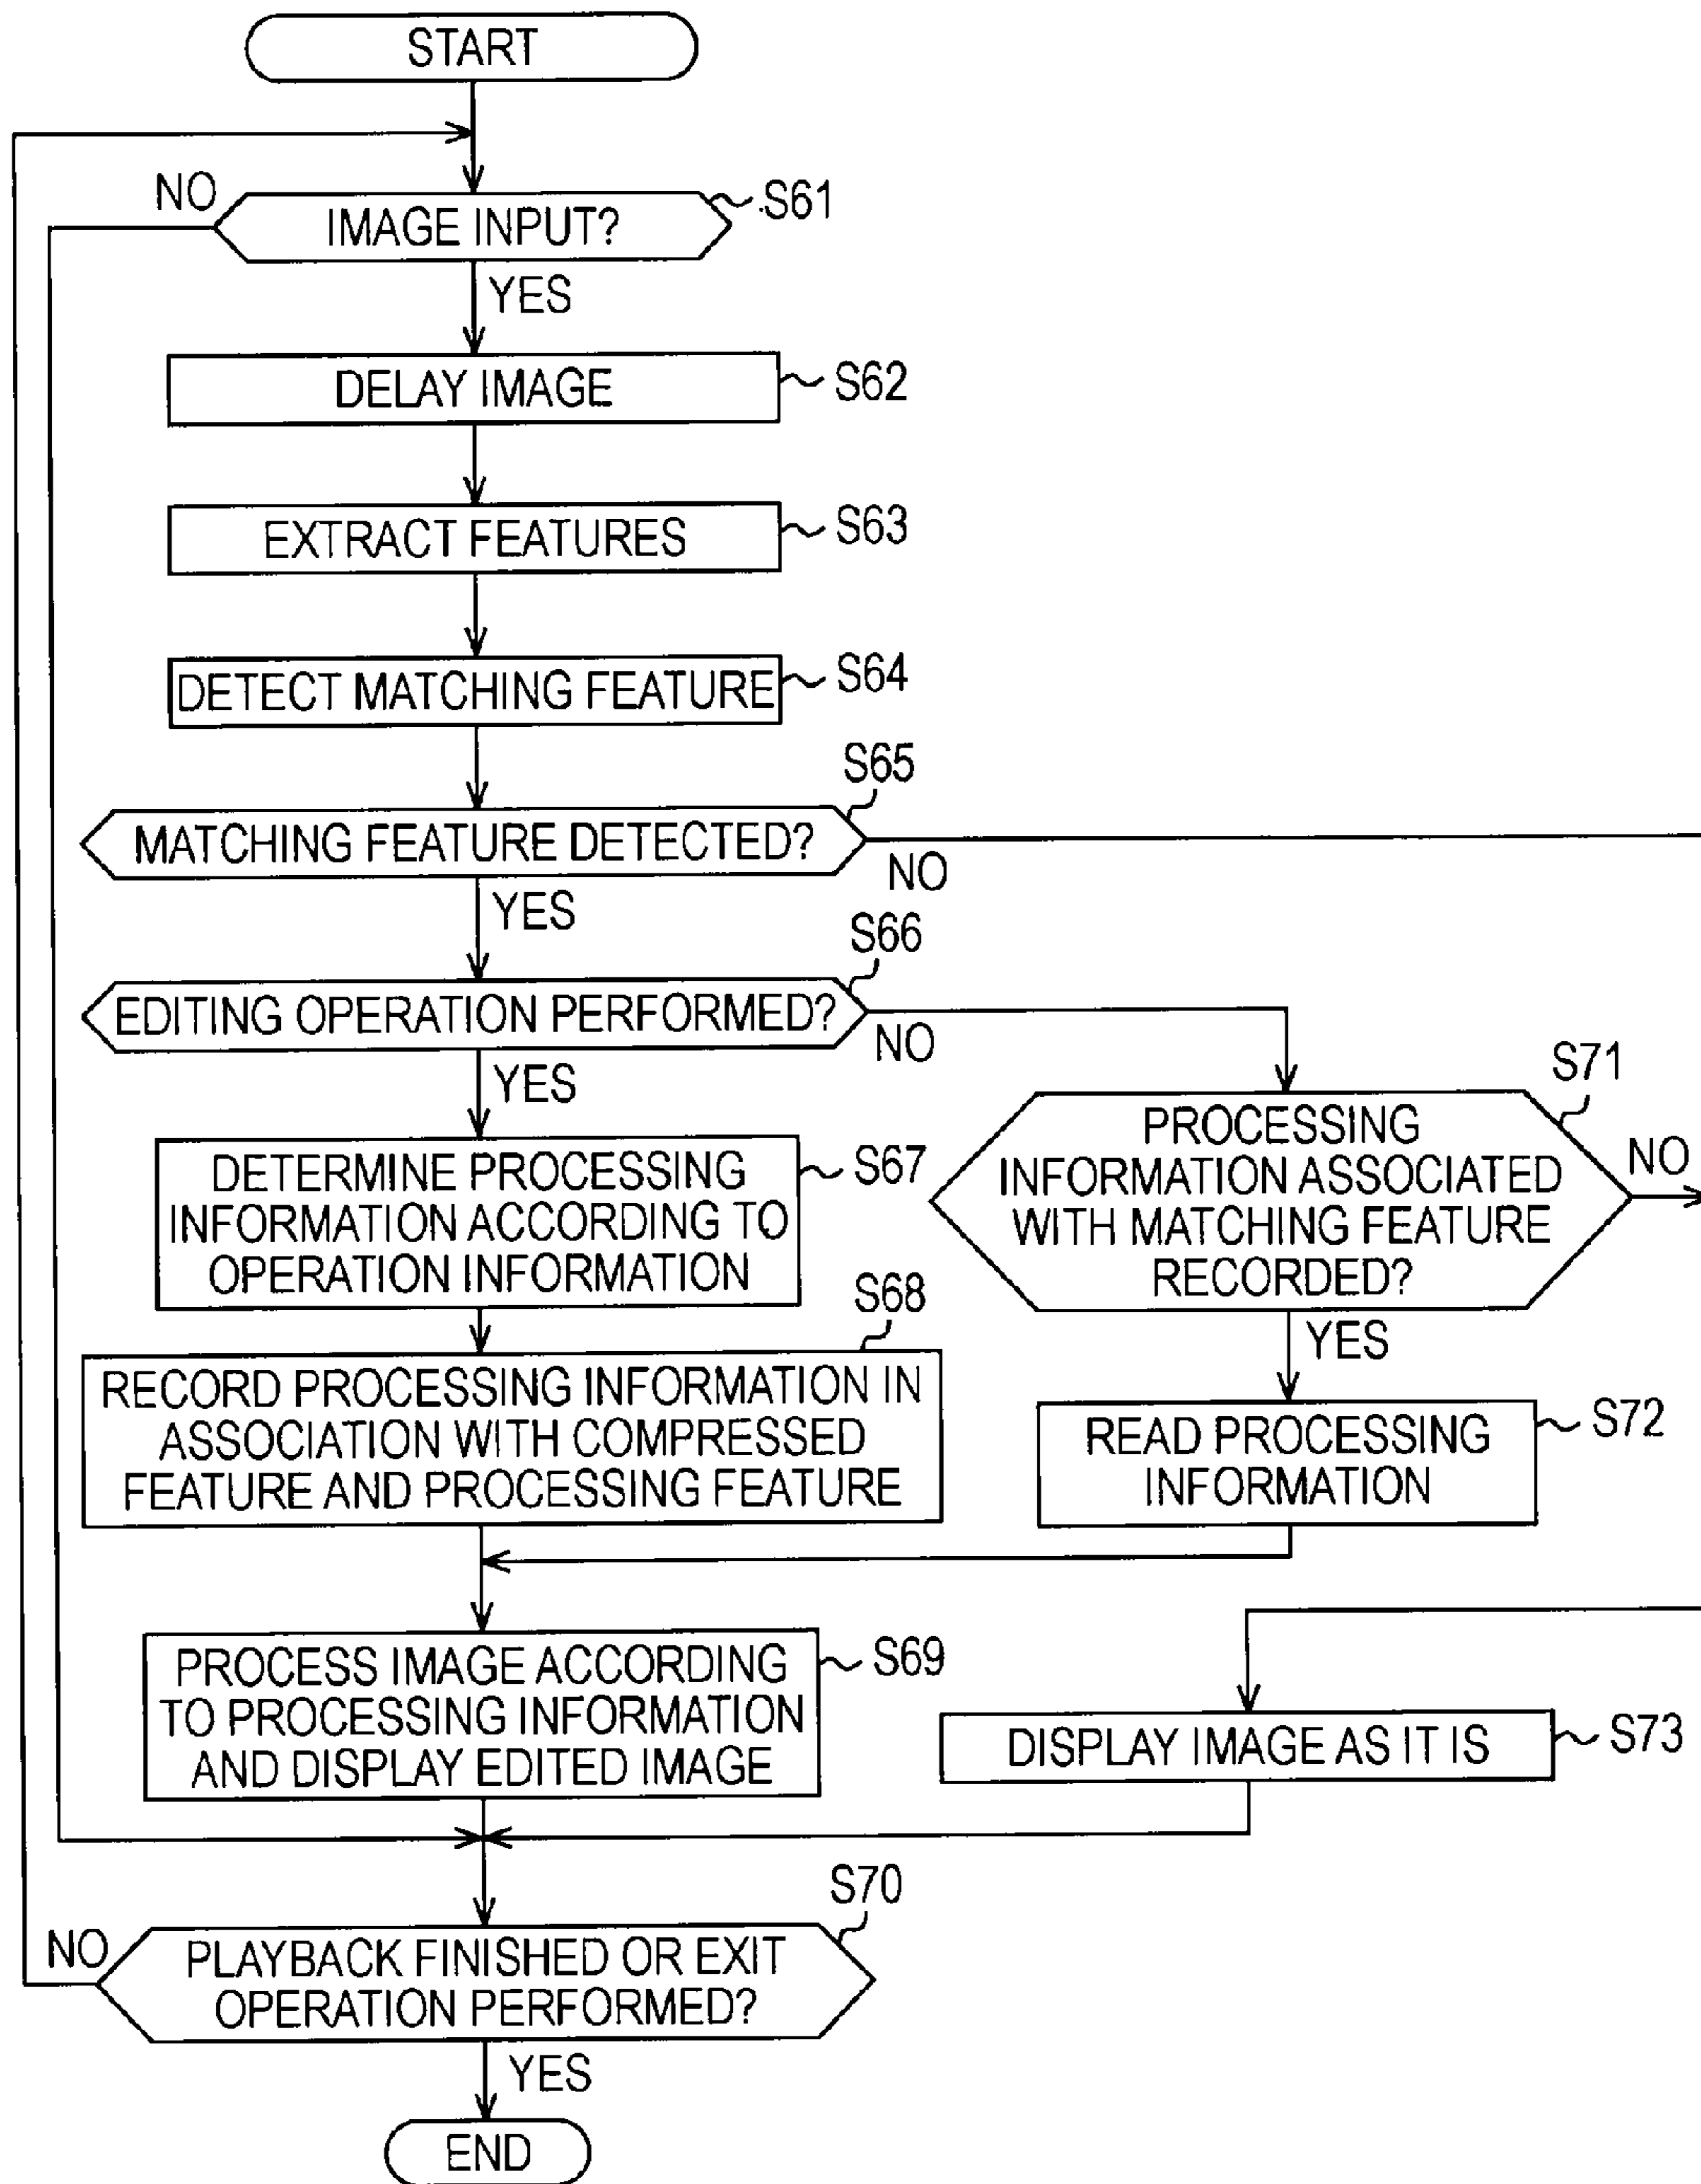 START
NO
IMAGE INPUT?
S61
YES
DELAY IMAGE
S62
EXTRACT FEATURES
S63
DETECT MATCHING FEATURE
S64
S65
MATCHING FEATURE DETECTED?
NO
YES
S66
EDITING OPERATION PERFORMED?
NO
YES
S71
PROCESSING
INFORMATION ASSOCIATED
WITH MATCHING FEATURE
RECORDED?
NO
YES
DETERMINE PROCESSING
INFORMATION ACCORDING TO
OPERATION INFORMATION
S67
S68
RECORD PROCESSING INFORMATION IN
ASSOCIATION WITH COMPRESSED
FEATURE AND PROCESSING FEATURE
READ PROCESSING
INFORMATION
S72
PROCESS IMAGE ACCORDING
TO PROCESSING INFORMATION
AND DISPLAY EDITED IMAGE
S69
DISPLAY IMAGE AS IT IS
S73
S70
NO
PLAYBACK FINISHED OR EXIT
OPERATION PERFORMED?
YES
END